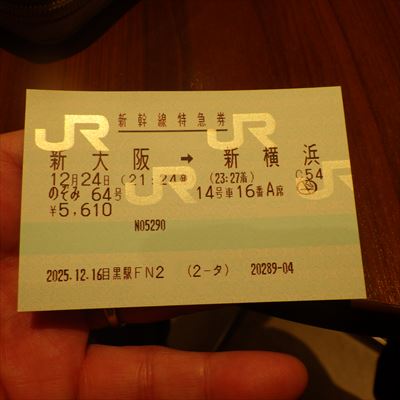 新幹線特急券
新大阪 → 新横浜
12月24日 (21:24発) (23:27着) C54
のぞみ 64号 14号車16番A席
¥5,610
N05290
2025.12.16目黒駅FN2 (2-タ) 20289-04